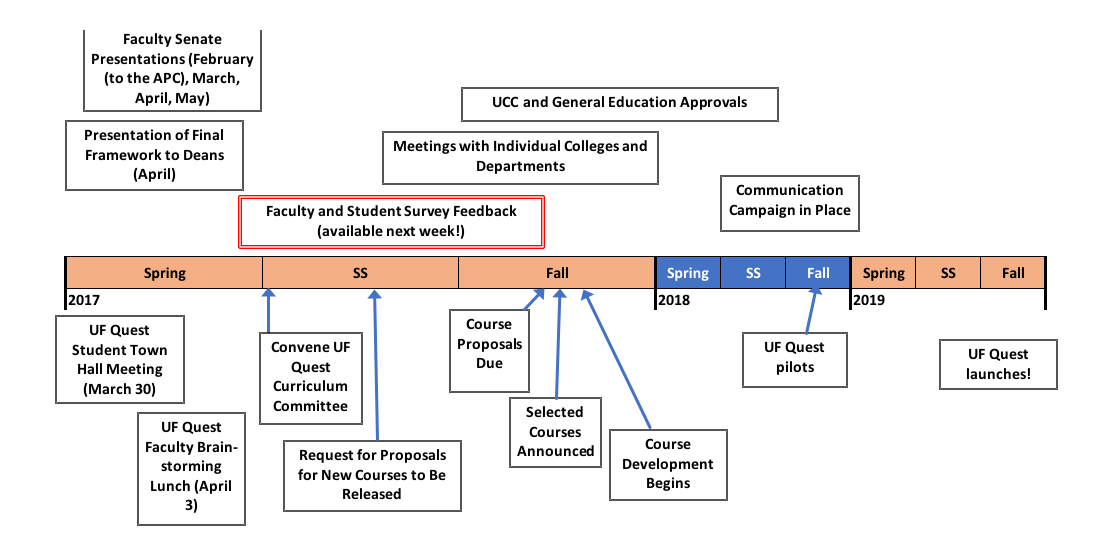 Faculty Senate
Presentations (February
(to the APC), March,
April, May)
UCC and General Education Approvals
Presentation of Final
Framework to Deans
(April)
Meetings with Individual Colleges and
Departments
Communication
Campaign in Place
Faculty and Student Survey Feedback
(available next week!)
Spring SS Fall Spring SS Fall Spring SS Fall
2017 2018 2019
UF Quest
Student Town
Hall Meeting
(March 30)
Convene UF
Quest
Curriculum
Committee
Course
Proposals
Due
UF Quest
pilots
UF Quest
launches!
UF Quest
Faculty Brain-
storming
Lunch (April
3)
Request for Proposals
for New Courses to Be
Released
Selected
Courses
Announced
Course
Development
Begins